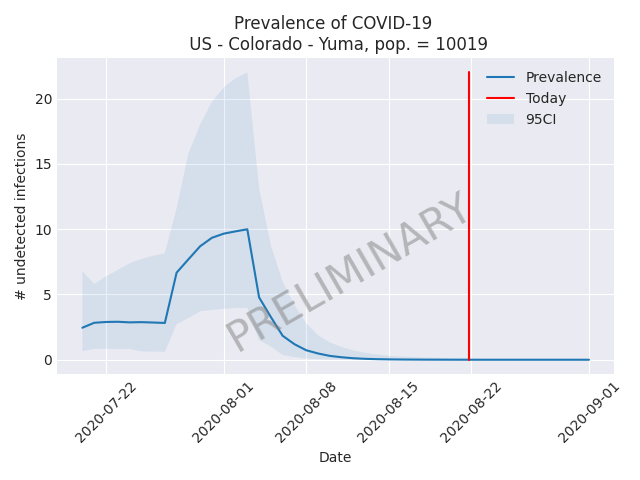 Prevalence of COVID-19
US - Colorado - Yuma, pop. = 10019
Prevalence
Today
95CI
PRELIMINARY
# undetected infections
20
15
10
5
0
2020-07-22
2020-08-01
2020-08-08
2020-08-15
2020-08-22
2020-09-01
Date